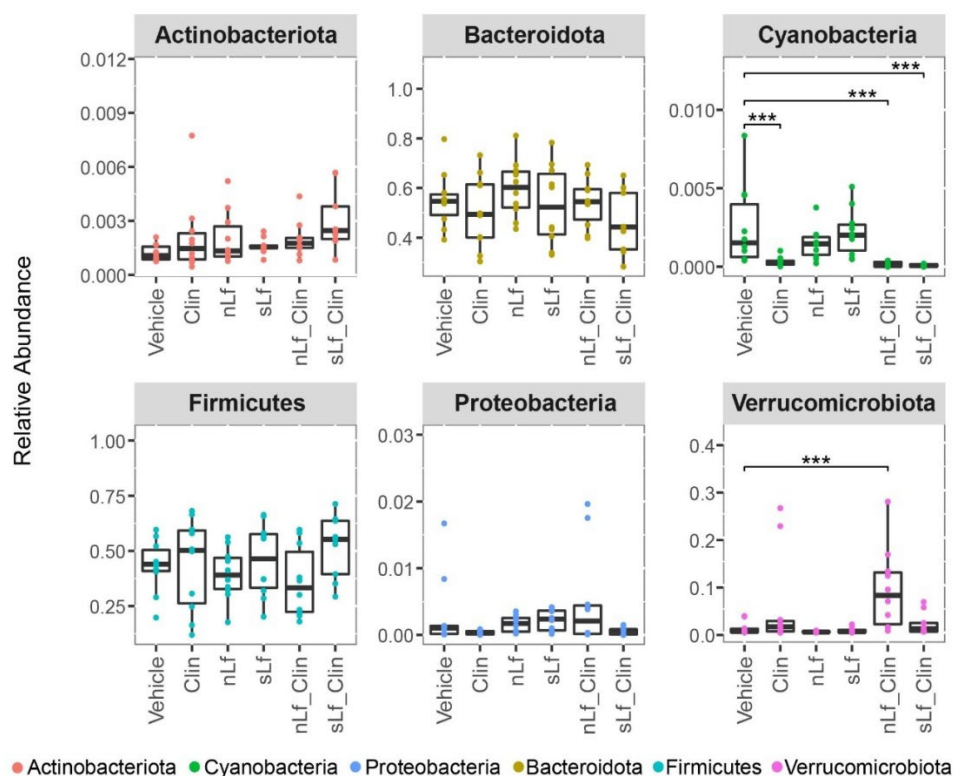 Relative Abundance
Actinobacteriota
0.012
0.009
0.006
0.003
0.000
Vehicle
Clin
nLf
sLf
nLf_Clin
sLf_Clin
Bacteroidota
1.0
0.8
0.6
0.4
Vehicle
Clin
nLf
sLf
nLf_Clin
sLf_Clin
Cyanobacteria
0.010
0.005
0.000
***
***
***
Vehicle
Clin
nLf
sLf
nLf_Clin
sLf_Clin
Firmicutes
1.00
0.75
0.50
0.25
Vehicle
Clin
nLf
sLf
nLf_Clin
sLf_Clin
Proteobacteria
0.03
0.02
0.01
0.00
Vehicle
Clin
nLf
sLf
nLf_Clin
sLf_Clin
Verrucomicrobiota
0.4
0.3
0.2
0.1
0.0
***
Vehicle
Clin
nLf
sLf
nLf_Clin
sLf_Clin
Actinobacteriota Cyanobacteria Proteobacteria Bacteroidota Firmicutes Verrucomicrobiota